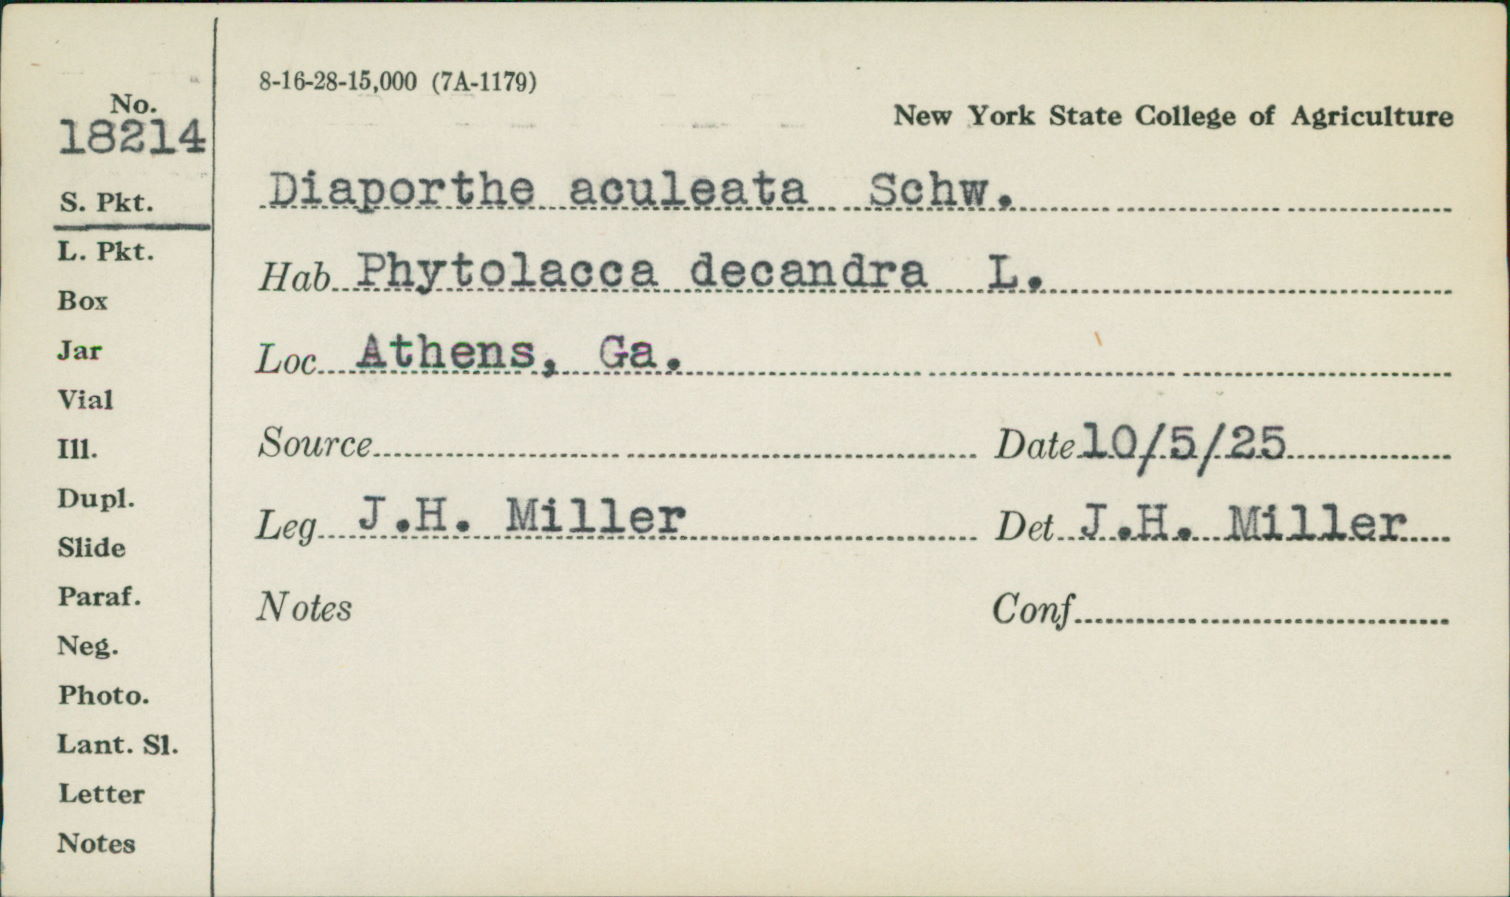 No.
18214
S. Pkt.
L. Pkt.
Box
Jar
Vial
Ill.
Dupl.
Slide
Paraf.
Neg.
Photo.
Lant. Sl.
Letter
Notes
8-16-28-15,000 (7A-1179)
New York State College of Agriculture
Diaporthe aculeata Schw.
Hab Phytolacca decandra L.
Loc Athens, Ga.
Source Date 10/5/25
Leg J.H. Miller Det J.H. Miller
Notes Conf